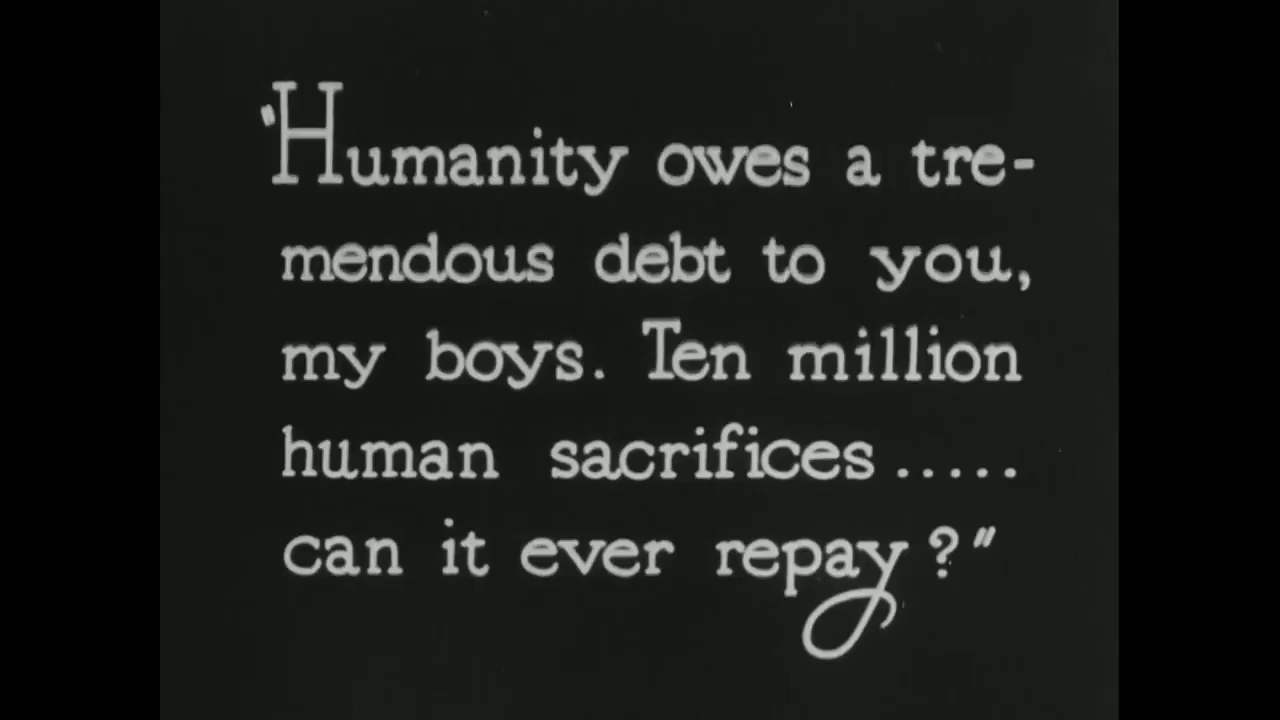 "Humanity owes a tre-
mendous debt to you,
my boys. Ten million
human sacrifices.....
can it ever repay?"